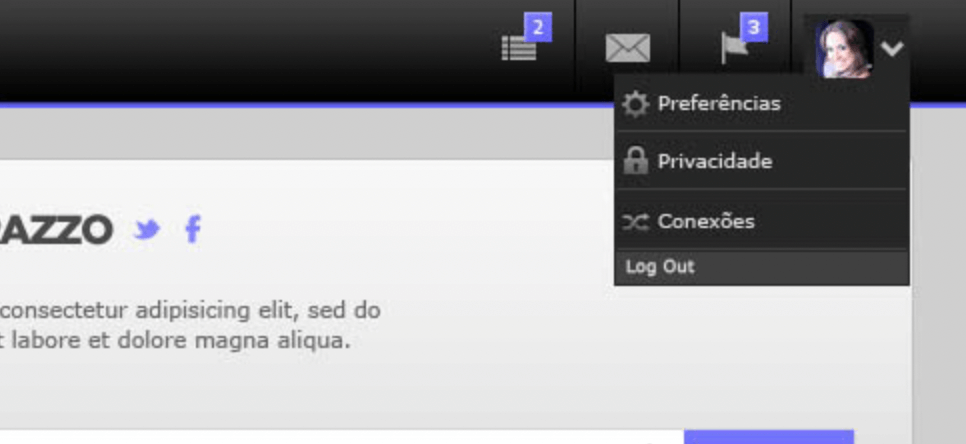 2
3
Preferências
Privacidade
Conexões
Log Out
AZZO
consectetur adipisicing elit, sed do
labore et dolore magna aliqua.